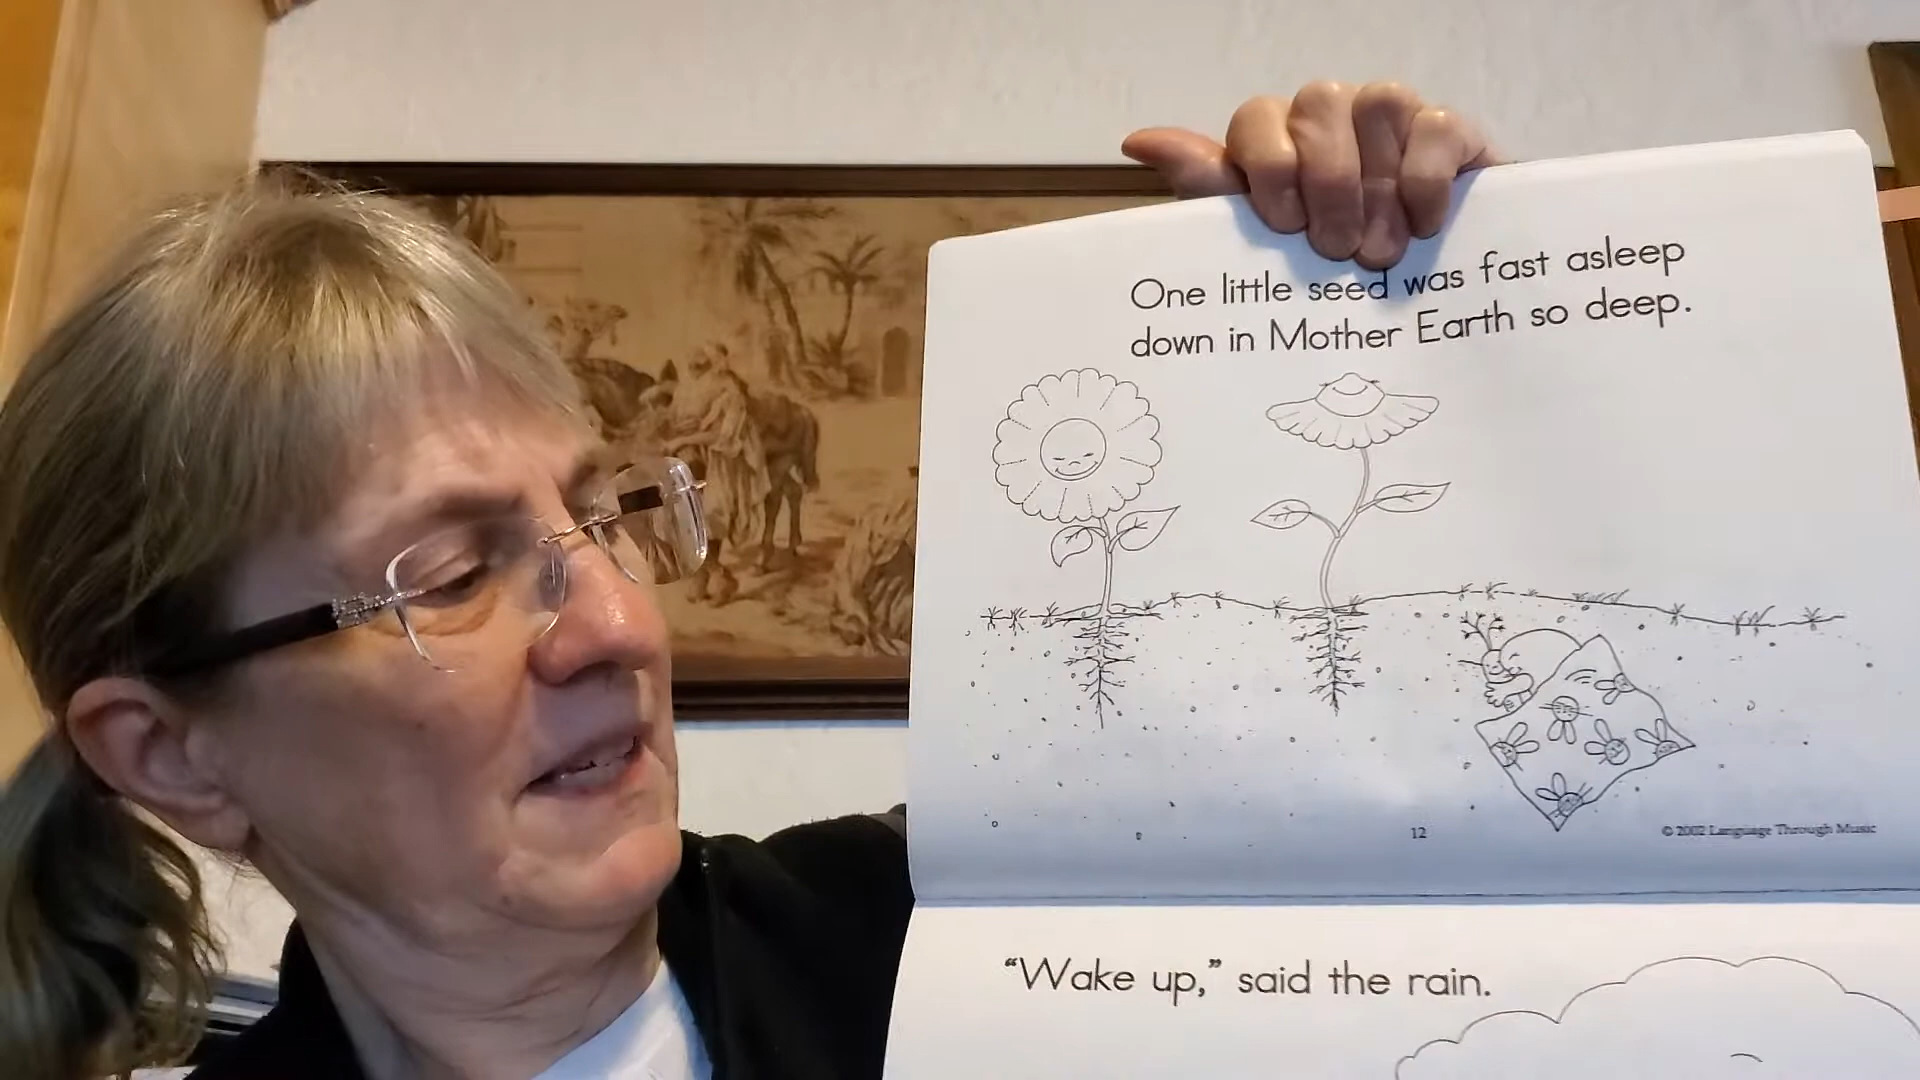 One little seed was fast asleep
down in Mother Earth so deep.
12
© 2002 Language Through Music
“Wake up,” said the rain.